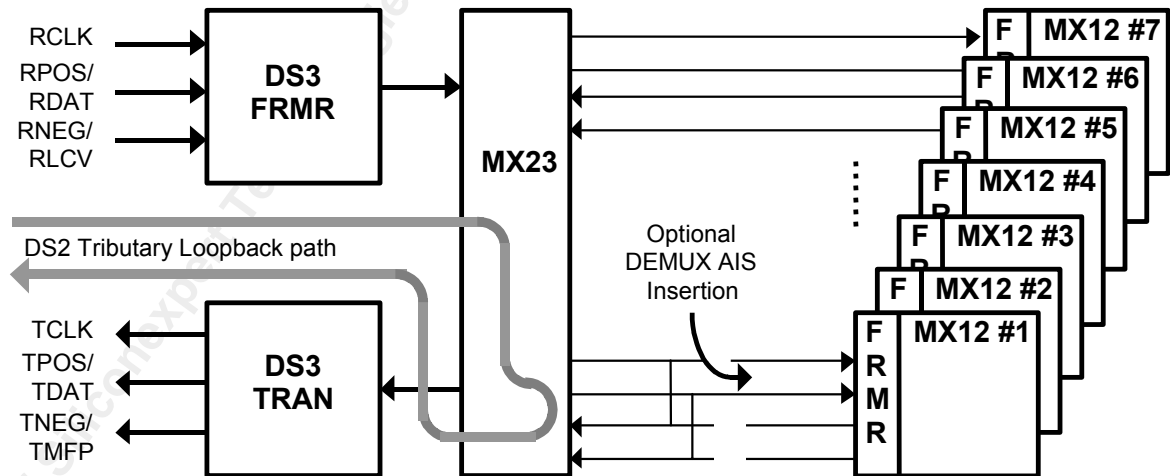 RCLK
RPOS/
RDAT
RNEG/
RLCV
DS3
FRMR
MX23
F
R
MX12 #7
F
R
MX12 #6
F
R
MX12 #5
F
R
MX12 #4
F
R
MX12 #3
F
MX12 #2
F
R
M
R
MX12 #1
DS2 Tributary Loopback path
Optional
DEMUX AIS
Insertion
TCLK
TPOS/
TDAT
TNEG/
TMFP
DS3
TRAN